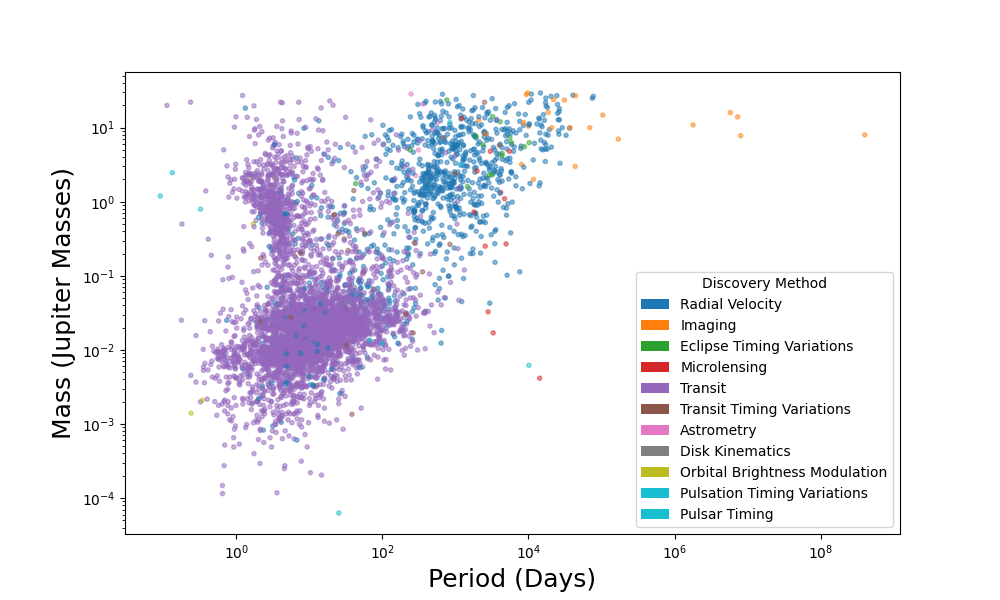 10^1
10^0
10^-1
10^-2
10^-3
10^-4
Mass (Jupiter Masses)
Discovery Method
Radial Velocity
Imaging
Eclipse Timing Variations
Microlensing
Transit
Transit Timing Variations
Astrometry
Disk Kinematics
Orbital Brightness Modulation
Pulsation Timing Variations
Pulsar Timing
10^0
10^2
10^4
10^6
10^8
Period (Days)